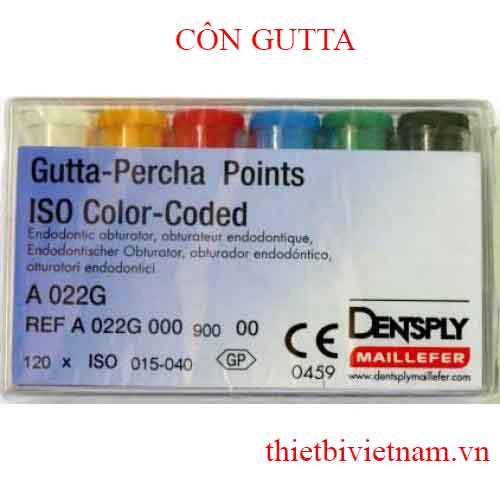 CÔN GUTTA
Gutta-Percha Points
ISO Color-Coded
Endodontic obturator, obturateur endodontique,
Endodontischer Obturator, obturador endodóntico,
otturatori endodontici
A 022G
REF A 022G 000 900 00
120 x ISO 015-040 GP
CE
0459
DENTSPLY
MAILLEFER
www.dentsplymaillefer.com
thietbivietnam.vn